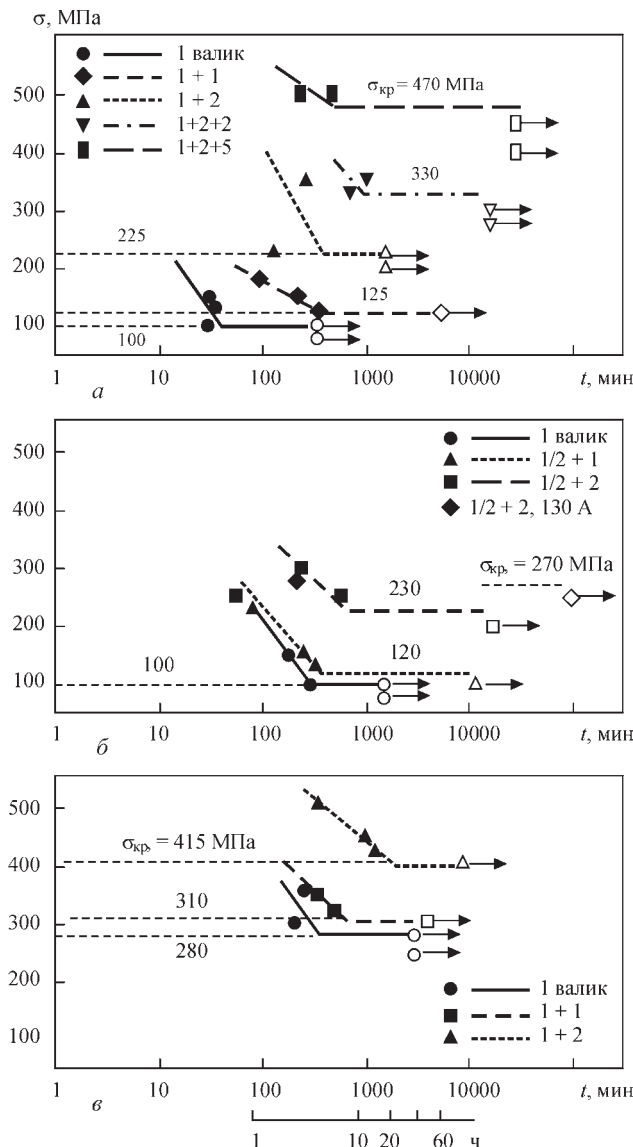 σ, МПа
1 валик
1 + 1
1 + 2
1+2+2
1+2+5
σкр = 470 МПа
500
400
330
300
225
200
125
100
100
1 10 100 1000 10000 t, мин
а
1 валик
1/2 + 1
1/2 + 2
1/2 + 2, 130 А
500
400
σкр, = 270 МПа
300
230
200
100
120
100
1 10 100 1000 10000 t, мин
б
500
σкр, = 415 МПа
400
310
300
280
200
1 валик
1 + 1
1 + 2
100
1 10 100 1000 10000 t, мин
в
1 10 20 60 ч